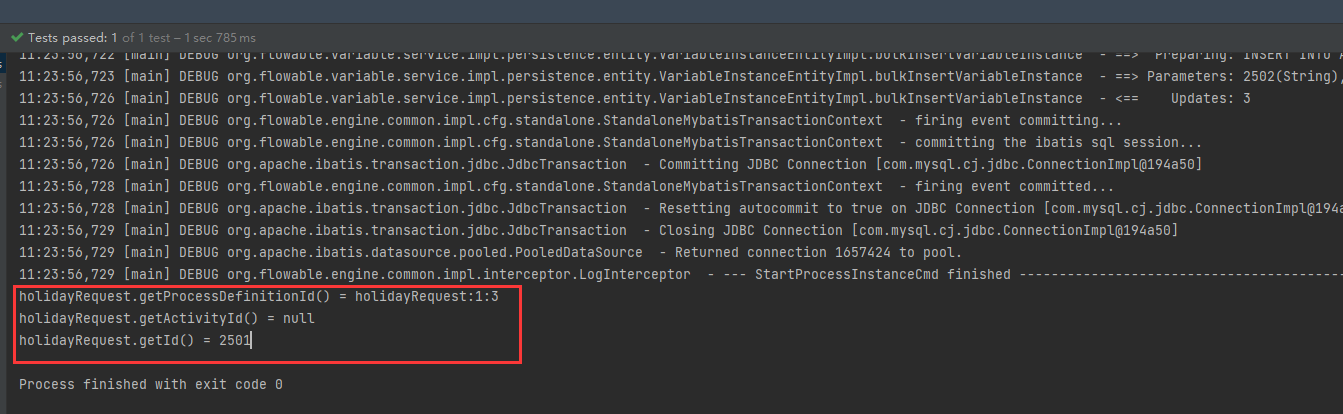 Tests passed: 1 of 1 test – 1 sec 785 ms
11:23:56,722 [main] DEBUG org.flowable.variable.service.impl.persistence.entity.VariableInstanceEntityImpl.bulkInsertVariableInstance  - ==>  Preparing: INSERT INTO
11:23:56,723 [main] DEBUG org.flowable.variable.service.impl.persistence.entity.VariableInstanceEntityImpl.bulkInsertVariableInstance  - ==> Parameters: 2502(String),
11:23:56,726 [main] DEBUG org.flowable.variable.service.impl.persistence.entity.VariableInstanceEntityImpl.bulkInsertVariableInstance  - <==    Updates: 3
11:23:56,726 [main] DEBUG org.flowable.engine.common.impl.cfg.standalone.StandaloneMybatisTransactionContext  - firing event committing...
11:23:56,726 [main] DEBUG org.flowable.engine.common.impl.cfg.standalone.StandaloneMybatisTransactionContext  - committing the ibatis sql session...
11:23:56,726 [main] DEBUG org.apache.ibatis.transaction.jdbc.JdbcTransaction  - Committing JDBC Connection [com.mysql.cj.jdbc.ConnectionImpl@194a50]
11:23:56,728 [main] DEBUG org.flowable.engine.common.impl.cfg.standalone.StandaloneMybatisTransactionContext  - firing event committed...
11:23:56,728 [main] DEBUG org.apache.ibatis.transaction.jdbc.JdbcTransaction  - Resetting autocommit to true on JDBC Connection [com.mysql.cj.jdbc.ConnectionImpl@194a
11:23:56,729 [main] DEBUG org.apache.ibatis.transaction.jdbc.JdbcTransaction  - Closing JDBC Connection [com.mysql.cj.jdbc.ConnectionImpl@194a50]
11:23:56,729 [main] DEBUG org.apache.ibatis.datasource.pooled.PooledDataSource  - Returned connection 1657424 to pool.
11:23:56,729 [main] DEBUG org.flowable.engine.common.impl.interceptor.LogInterceptor  - --- StartProcessInstanceCmd finished -----------------------------------------
holidayRequest.getProcessDefinitionId() = holidayRequest:1:3
holidayRequest.getActivityId() = null
holidayRequest.getId() = 2501
Process finished with exit code 0